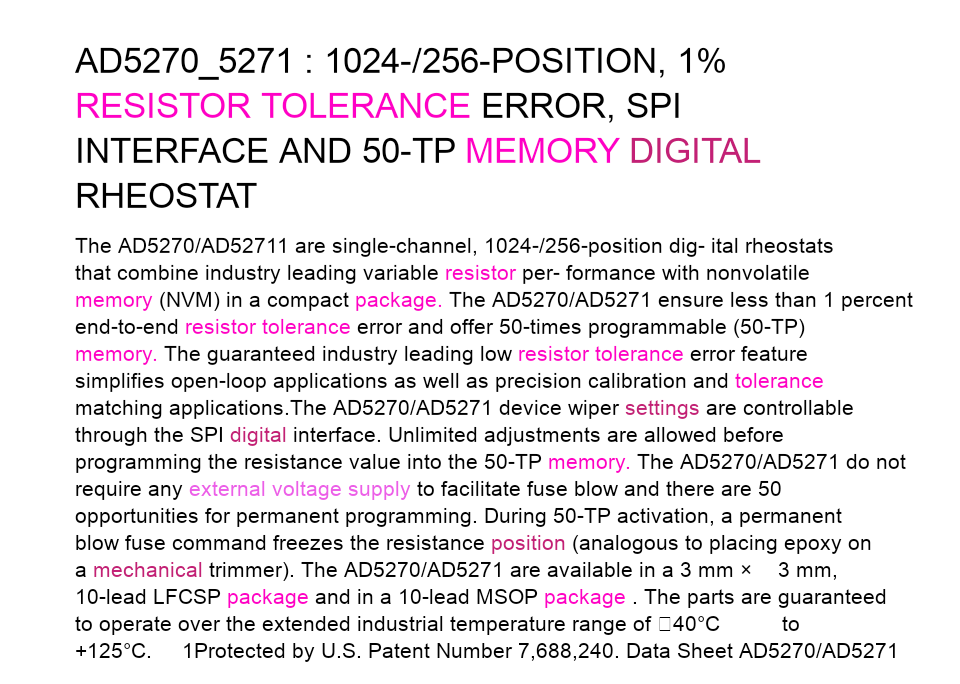 AD5270_5271 : 1024-/256-POSITION, 1%
RESISTOR TOLERANCE ERROR, SPI
INTERFACE AND 50-TP MEMORY DIGITAL
RHEOSTAT
The AD5270/AD52711 are single-channel, 1024-/256-position dig- ital rheostats
that combine industry leading variable resistor per- formance with nonvolatile
memory (NVM) in a compact package. The AD5270/AD5271 ensure less than 1 percent
end-to-end resistor tolerance error and offer 50-times programmable (50-TP)
memory. The guaranteed industry leading low resistor tolerance error feature
simplifies open-loop applications as well as precision calibration and tolerance
matching applications.The AD5270/AD5271 device wiper settings are controllable
through the SPI digital interface. Unlimited adjustments are allowed before
programming the resistance value into the 50-TP memory. The AD5270/AD5271 do not
require any external voltage supply to facilitate fuse blow and there are 50
opportunities for permanent programming. During 50-TP activation, a permanent
blow fuse command freezes the resistance position (analogous to placing epoxy on
a mechanical trimmer). The AD5270/AD5271 are available in a 3 mm × 3 mm,
10-lead LFCSP package and in a 10-lead MSOP package . The parts are guaranteed
to operate over the extended industrial temperature range of □40°C to
+125°C. 1Protected by U.S. Patent Number 7,688,240. Data Sheet AD5270/AD5271